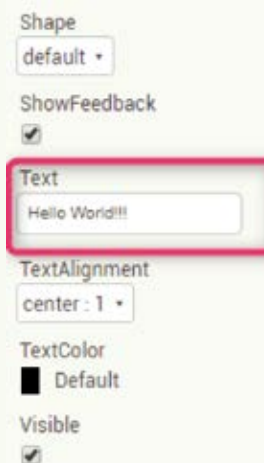 Shape
default
ShowFeedback
Text
Hello World!!!
TextAlignment
center : 1
TextColor
Default
Visible